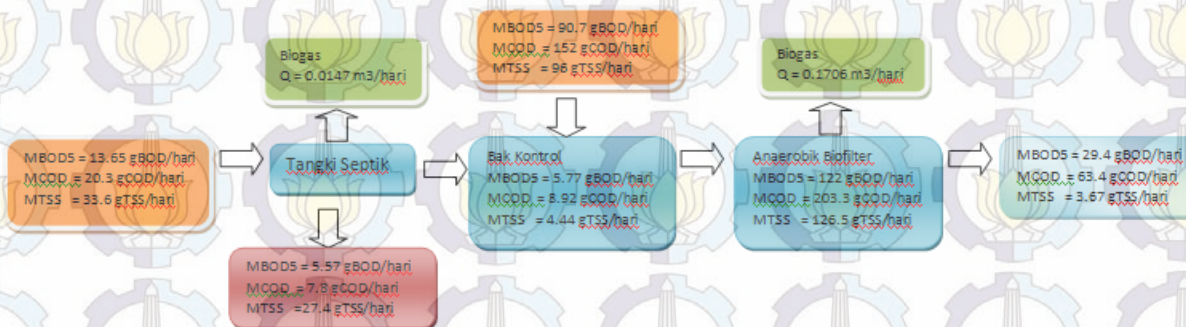 MBOD5 = 90.7 gBOD/hari
MCOD = 152 gCOD/hari
MTSS = 96 gTSS/hari
Biogas
Q = 0.0147 m3/hari
Biogas
Q = 0.1706 m3/hari
MBOD5 = 13.65 gBOD/hari
MCOD = 20.3 gCOD/hari
MTSS = 33.6 gTSS/hari
Tangki Septik
Bak Kontrol
MBOD5 = 5.77 gBOD/hari
MCOD = 8.92 gCOD/hari
MTSS = 4.44 gTSS/hari
Anaerobik Biofilter
MBOD5 = 122 gBOD/hari
MCOD = 203.3 gCOD/hari
MTSS = 126.5 gTSS/hari
MBOD5 = 29.4 gBOD/hari
MCOD = 63.4 gCOD/hari
MTSS = 3.67 gTSS/hari
MBOD5 = 5.57 gBOD/hari
MCOD = 7.8 gCOD/hari
MTSS =27.4 gTSS/hari